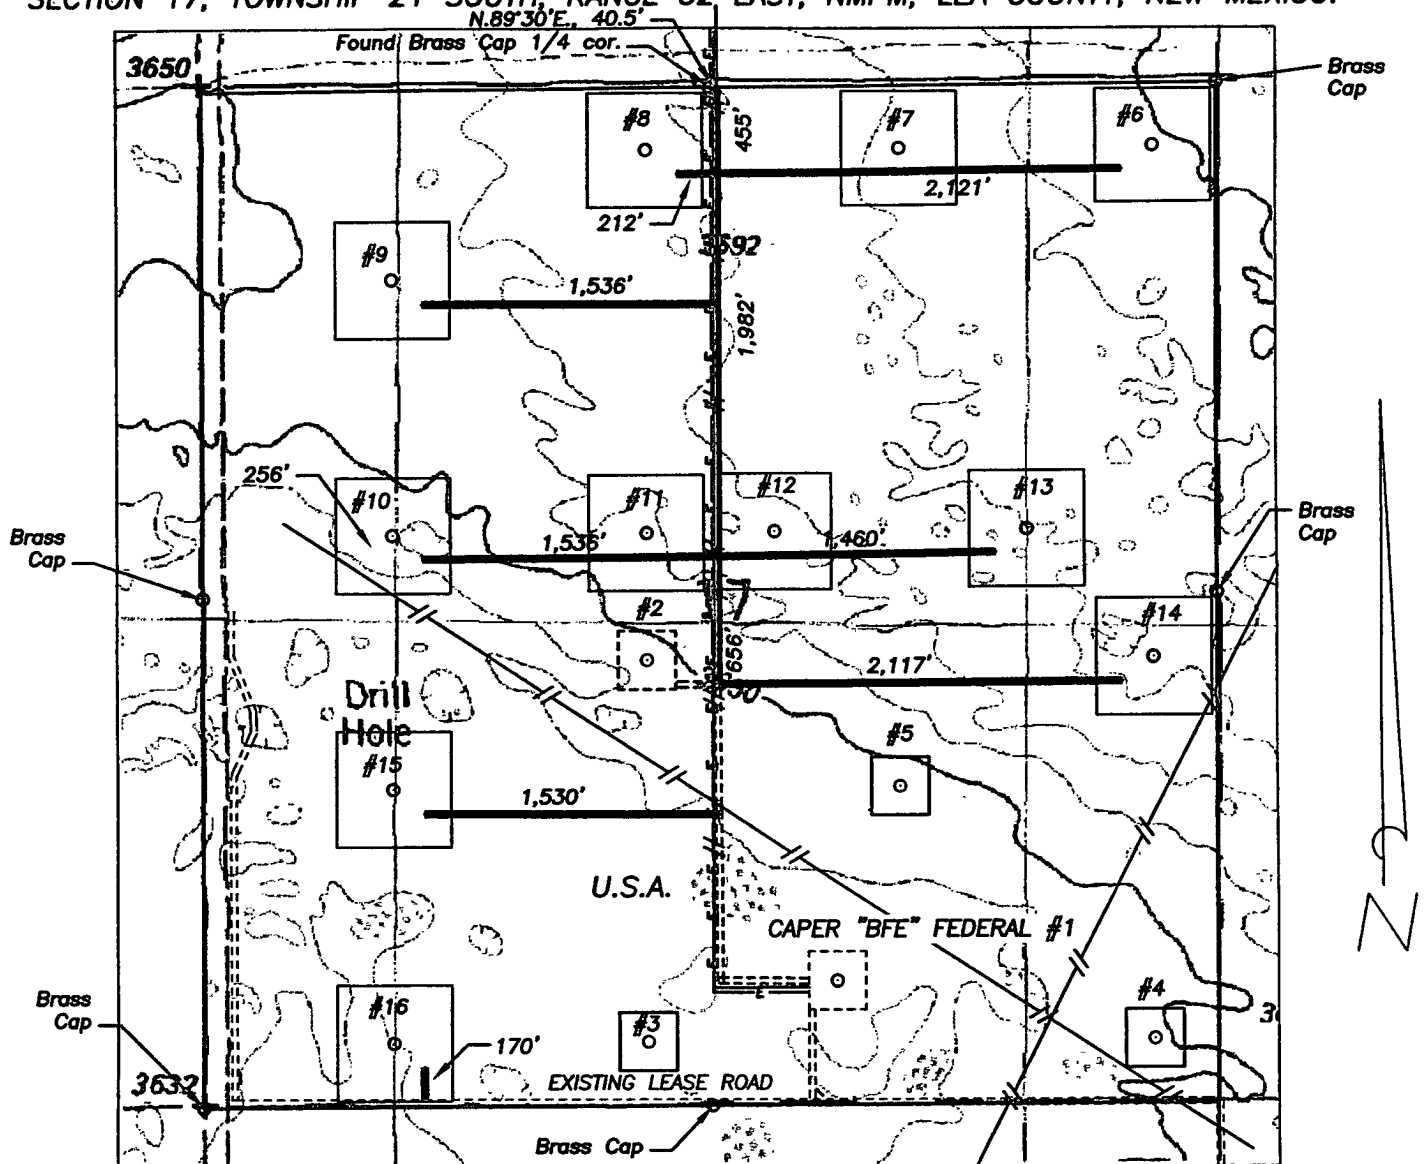 SECTION 17, TOWNSHIP 21 SOUTH, RANGE 32 EAST, NMPM, LEA COUNTY, NEW MEXICO.
N.89°30'E., 40.5'
Found Brass Cap 1/4 cor.
3650
Brass
Cap
#8
455'
#7
#6
2,121'
212'
3692
#9
1,536'
1,982'
256'
#10
#11
#12
#13
Brass
Cap
Brass
Cap
1,460'
#2
7
#14
656'
2,117'
Drill
Hole
#5
#15
1,530'
U.S.A.
CAPER "BFE" FEDERAL #1
Brass
Cap
#16
#3
#4
170'
3632
EXISTING LEASE ROAD
Brass Cap
N